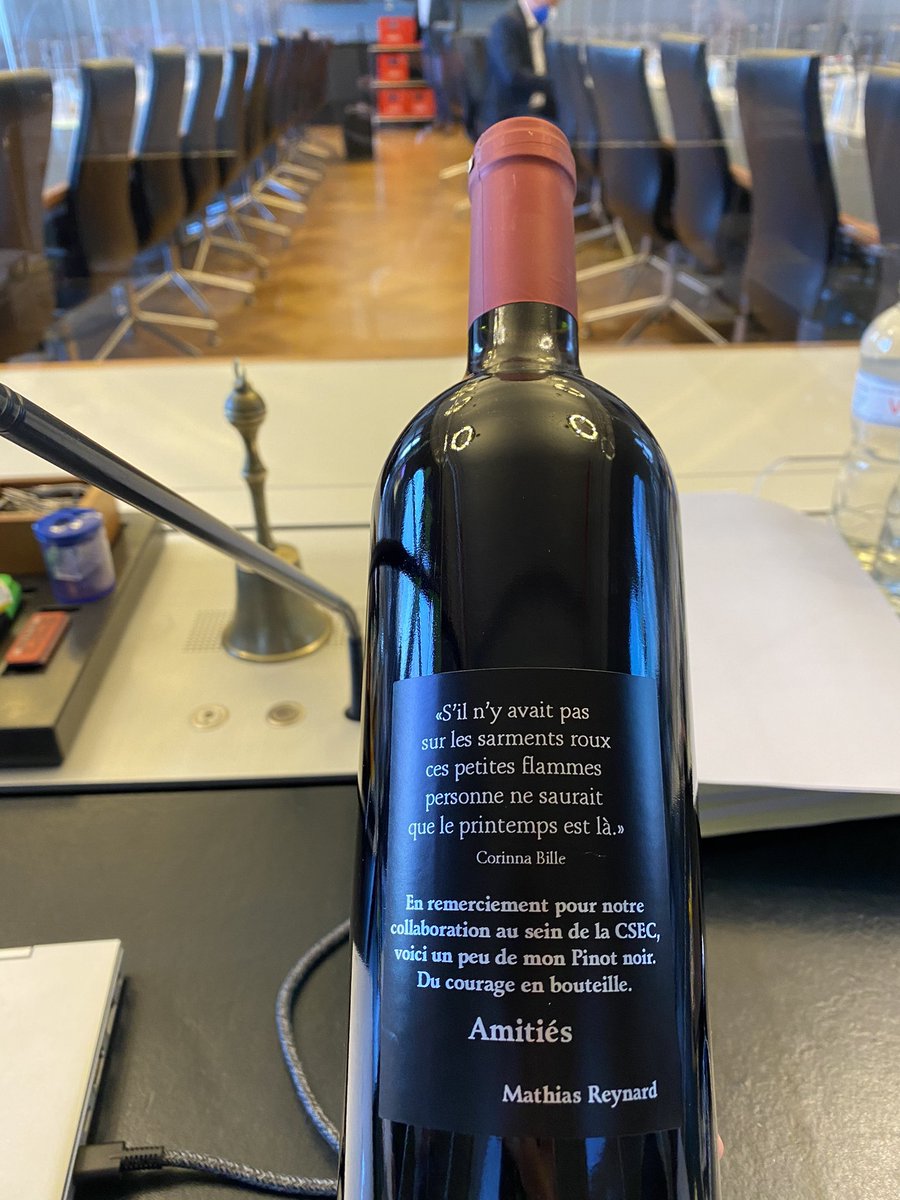 «S'il n'y avait pas
sur les sarments roux
ces petites flammes
personne ne saurait
que le printemps est là.»
Corinna Bille
En remerciement pour notre
collaboration au sein de la CSEC,
voici un peu de mon Pinot noir.
Du courage en bouteille.
Amitiés
Mathias Reynard